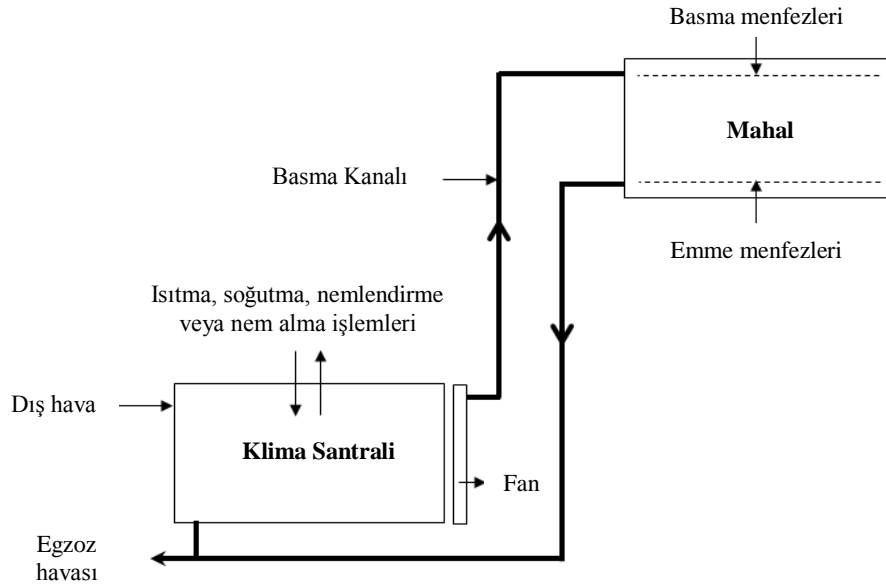 Basma menfezleri
Mahal
Basma Kanalı
Emme menfezleri
Isıtma, soğutma, nemlendirme
veya nem alma işlemleri
Dış hava
Klima Santrali
Fan
Egzoz
havası